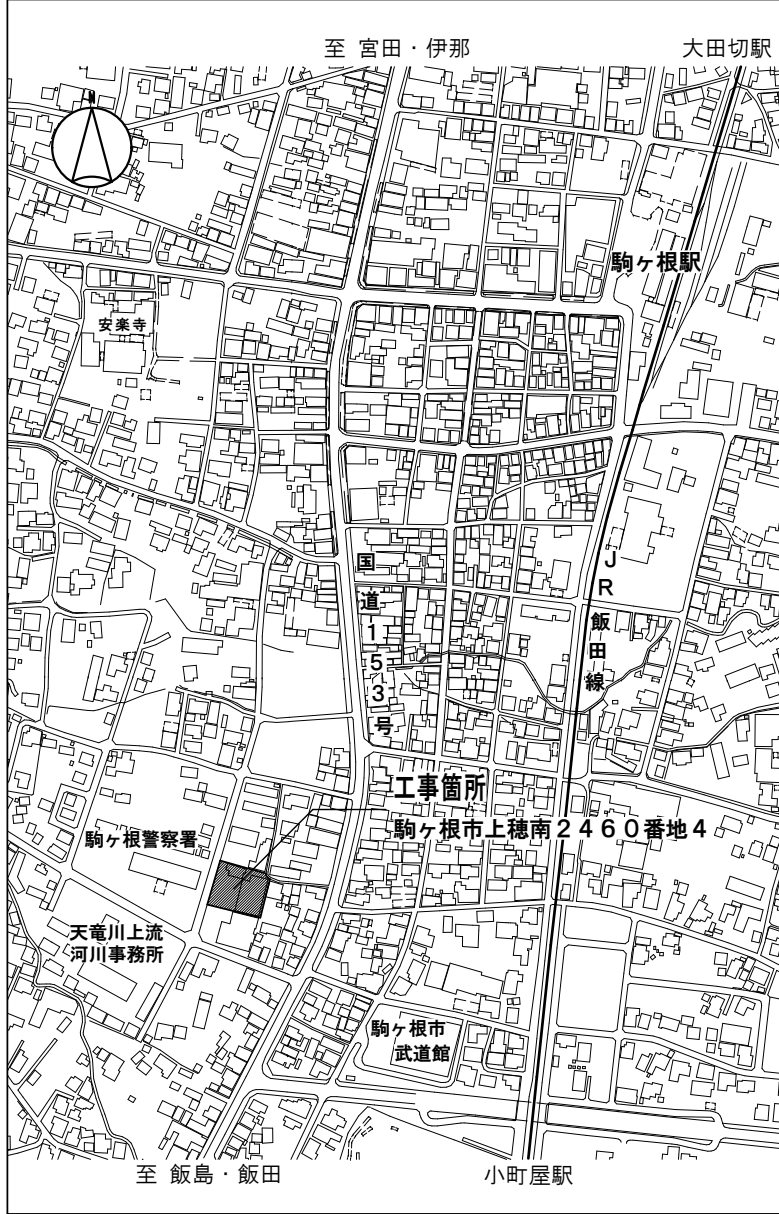 至 宮田・伊那
大田切駅
駒ヶ根駅
安楽寺
国道153号
JR飯田線
工事箇所
駒ヶ根市上穂南2460番地4
駒ヶ根警察署
天竜川上流
河川事務所
駒ヶ根市
武道館
至 飯島・飯田
小町屋駅